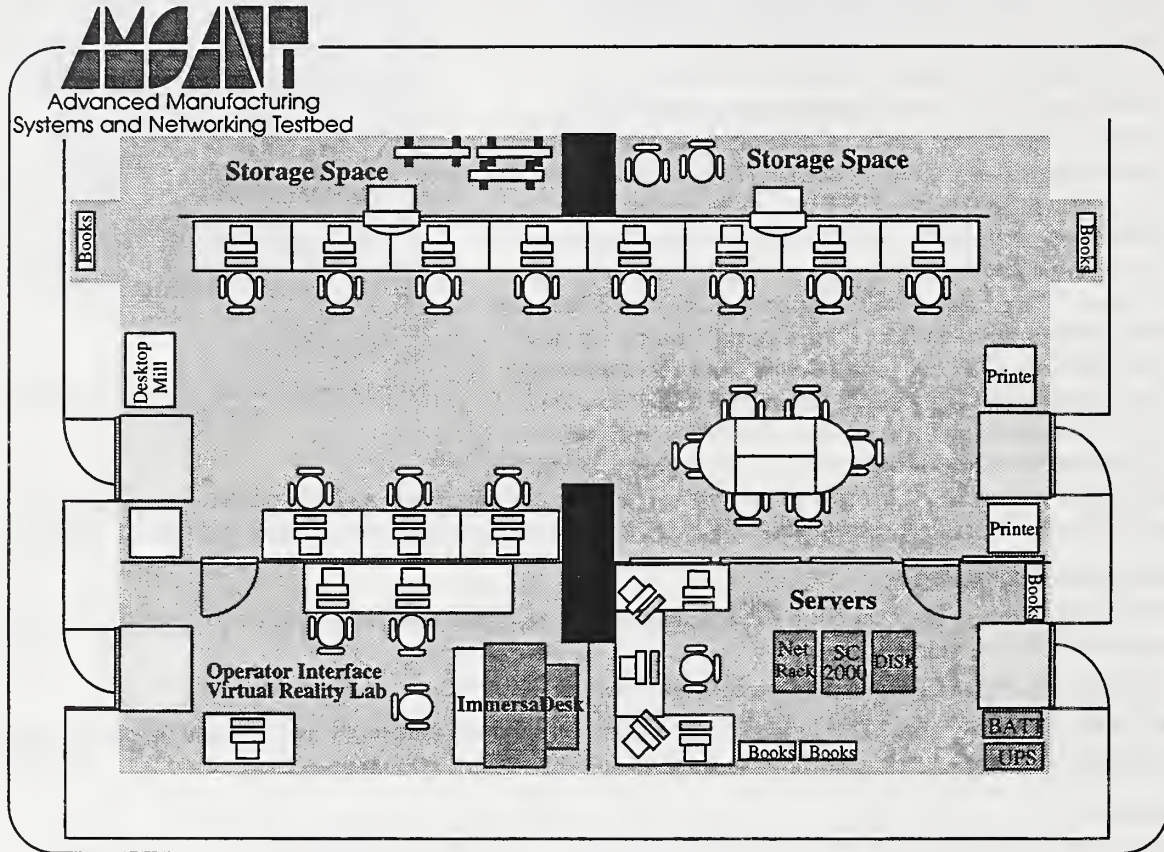 AMSANT
Advanced Manufacturing
Systems and Networking Testbed
Storage Space
Storage Space
Books
Books
Desktop
Mill
Printer
Printer
Books
Servers
Net
Rack
SC
2000
DISK
Operator Interface
Virtual Reality Lab
ImmersaDesk
BATT
UPS
Books
Books